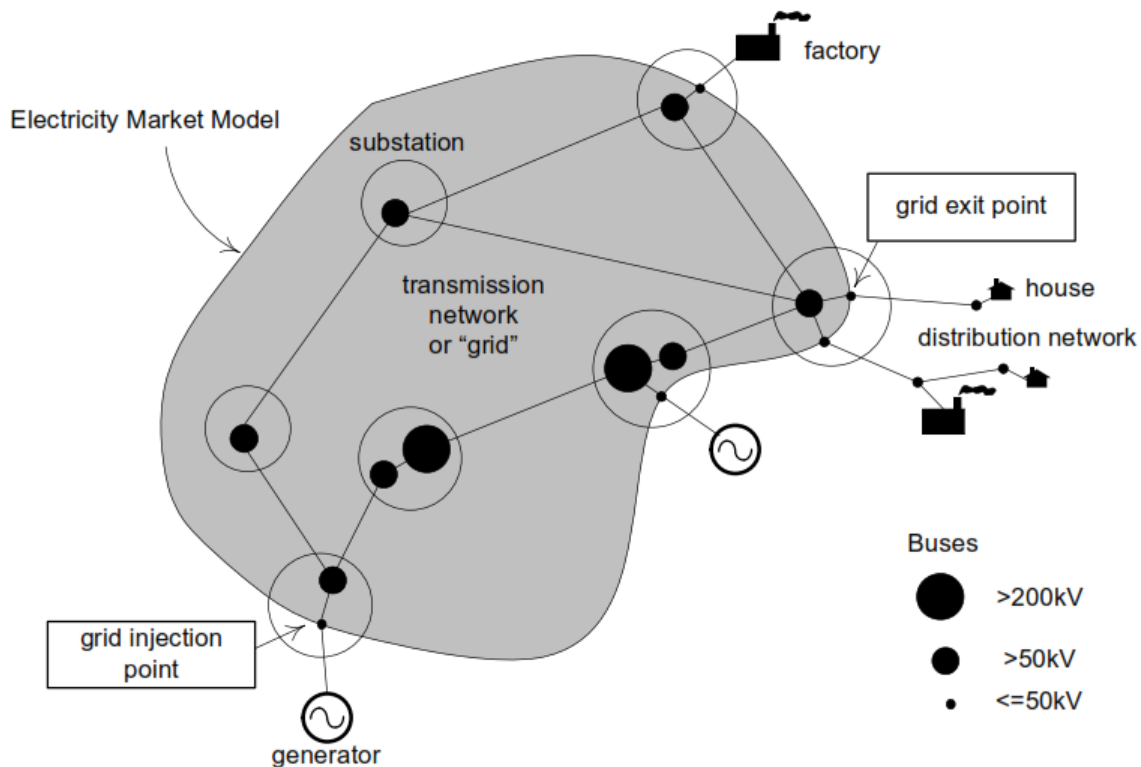 factory
Electricity Market Model
substation
grid exit point
transmission
network
or “grid”
house
distribution network
Buses
>200kV
grid injection
point
>50kV
<=50kV
generator